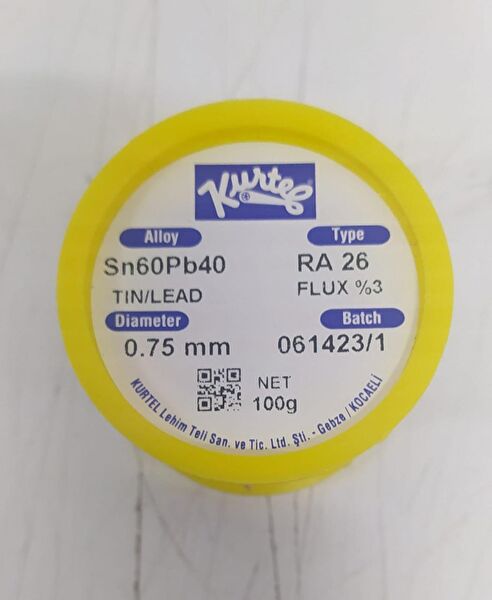 Kurtel
Alloy
Type
Sn60Pb40
RA 26
TIN/LEAD
FLUX %3
Diameter
Batch
0.75 mm
061423/1
NET
100g
KURTEL Lehim Teli San. ve Tic. Ltd. Şti. - Gebze / KOCAELİ